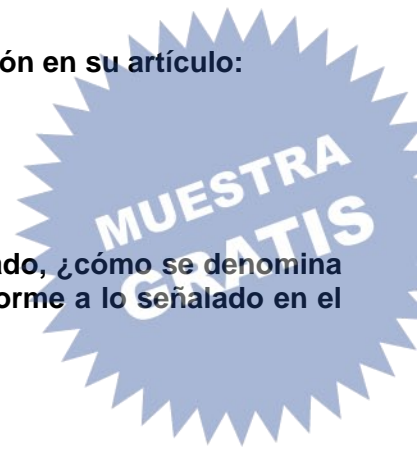 ón en su artículo:
MUESTRA
GRATIS
ado, ¿cómo se denomina
orme a lo señalado en el